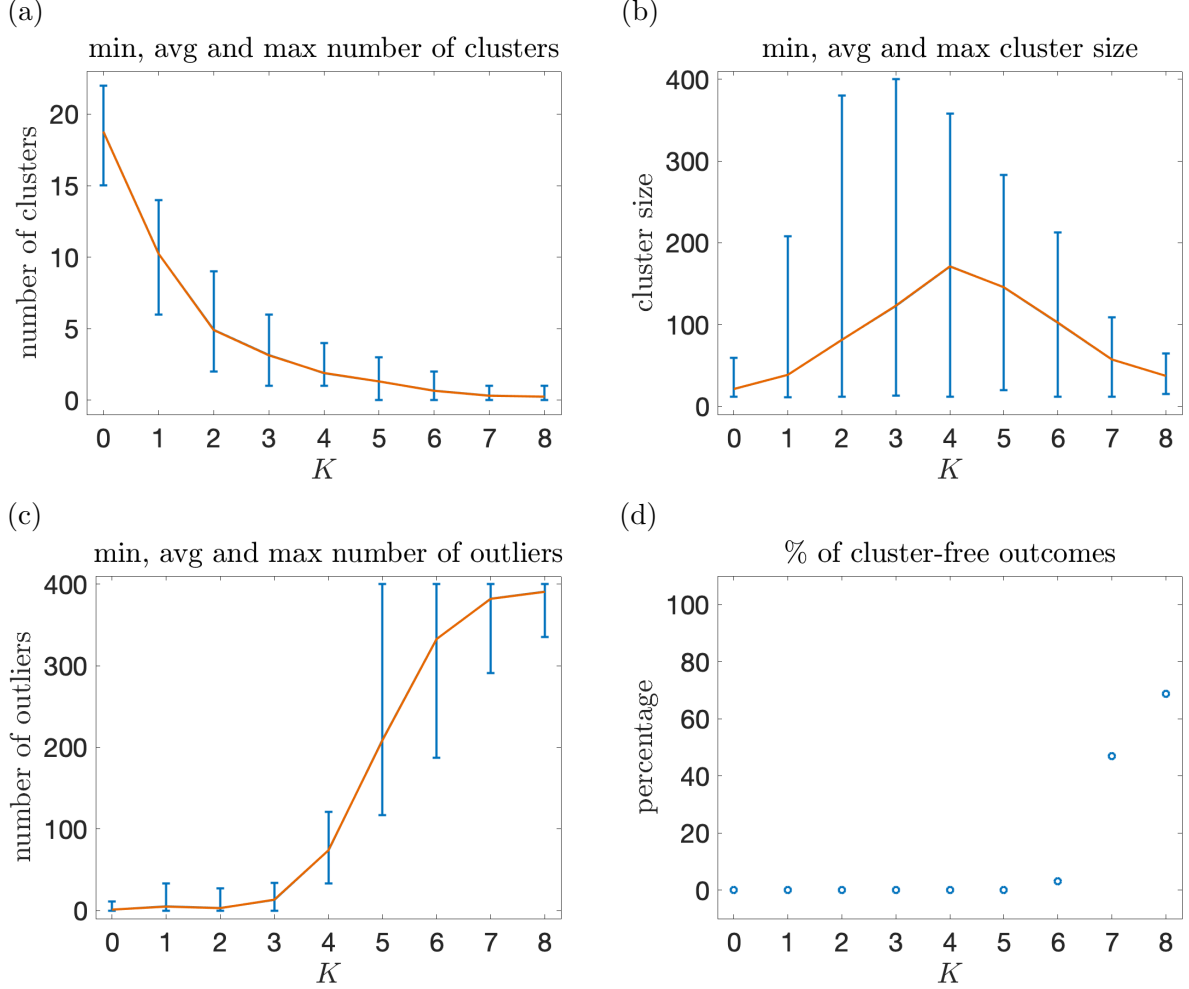 (a)
min, avg and max number of clusters
number of clusters
20
15
10
5
0
0 1 2 3 4 5 6 7 8
K
(b)
min, avg and max cluster size
cluster size
400
300
200
100
0
0 1 2 3 4 5 6 7 8
K
(c)
min, avg and max number of outliers
number of outliers
400
300
200
100
0
0 1 2 3 4 5 6 7 8
K
(d)
% of cluster-free outcomes
percentage
100
80
60
40
20
0
0 1 2 3 4 5 6 7 8
K